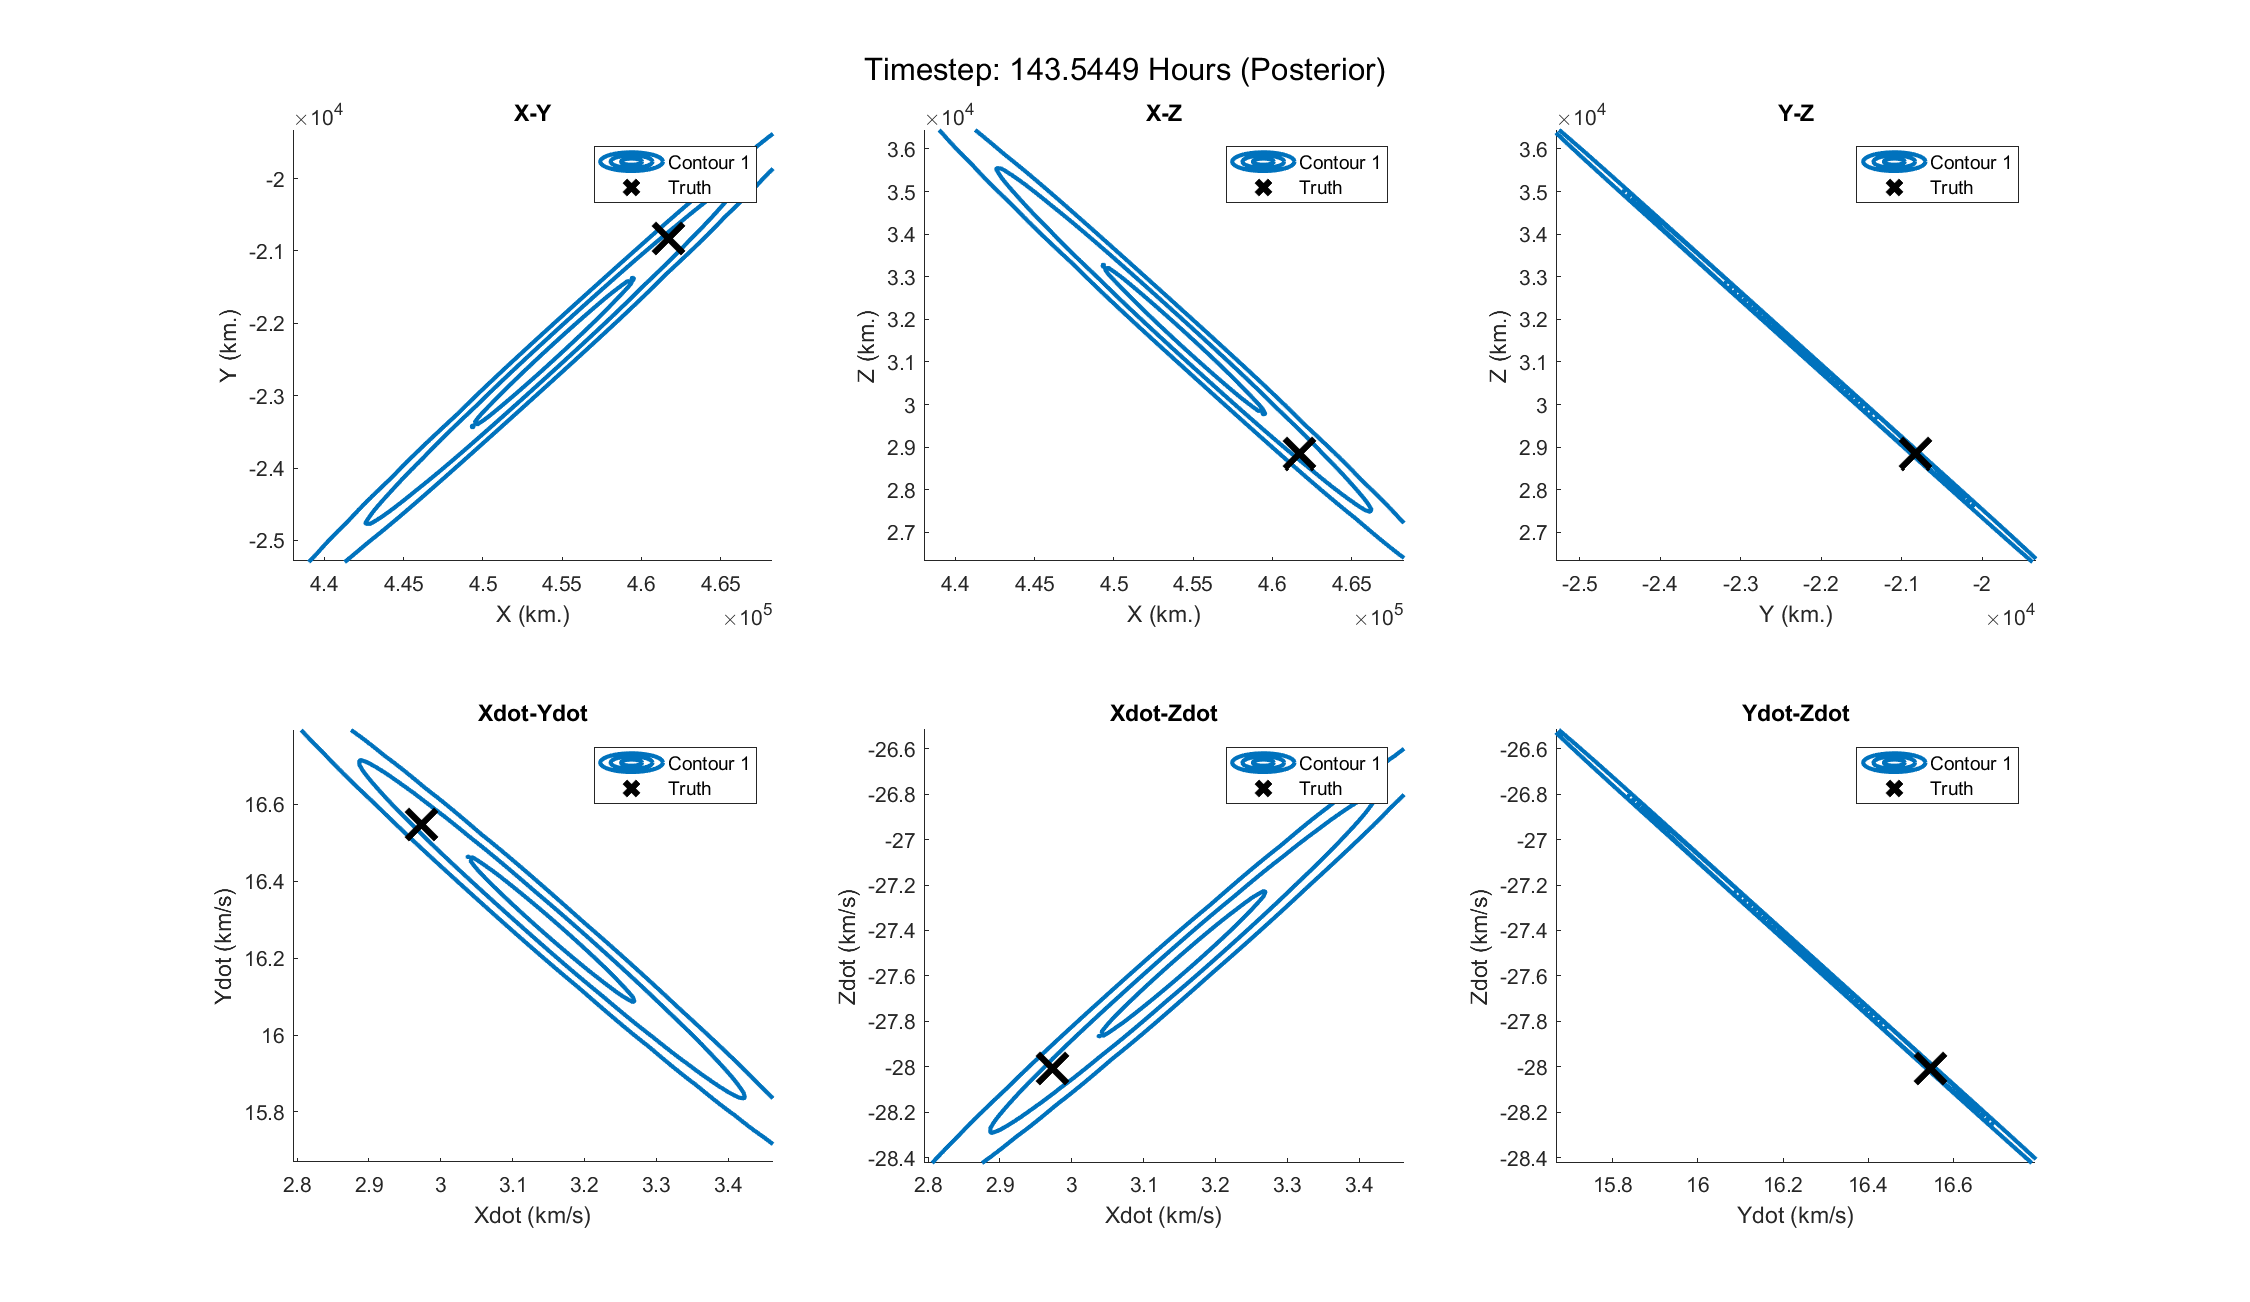 Timestep: 143.5449 Hours (Posterior)
X-Y
×10^4
Contour 1
Truth
-2
-2.1
-2.2
-2.3
-2.4
-2.5
Y (km.)
4.4 4.45 4.5 4.55 4.6 4.65
X (km.)
×10^5
X-Z
×10^4
Contour 1
Truth
3.6
3.5
3.4
3.3
3.2
3.1
3
2.9
2.8
2.7
Z (km.)
4.4 4.45 4.5 4.55 4.6 4.65
X (km.)
×10^5
Y-Z
×10^4
Contour 1
Truth
3.6
3.5
3.4
3.3
3.2
3.1
3
2.9
2.8
2.7
Z (km.)
-2.5 -2.4 -2.3 -2.2 -2.1 -2
Y (km.)
×10^4
Xdot-Ydot
Contour 1
Truth
16.6
16.4
16.2
16
15.8
Ydot (km/s)
2.8 2.9 3 3.1 3.2 3.3 3.4
Xdot (km/s)
Xdot-Zdot
Contour 1
Truth
-26.6
-26.8
-27
-27.2
-27.4
-27.6
-27.8
-28
-28.2
-28.4
Zdot (km/s)
2.8 2.9 3 3.1 3.2 3.3 3.4
Xdot (km/s)
Ydot-Zdot
Contour 1
Truth
-26.6
-26.8
-27
-27.2
-27.4
-27.6
-27.8
-28
-28.2
-28.4
Zdot (km/s)
15.8 16 16.2 16.4 16.6
Ydot (km/s)